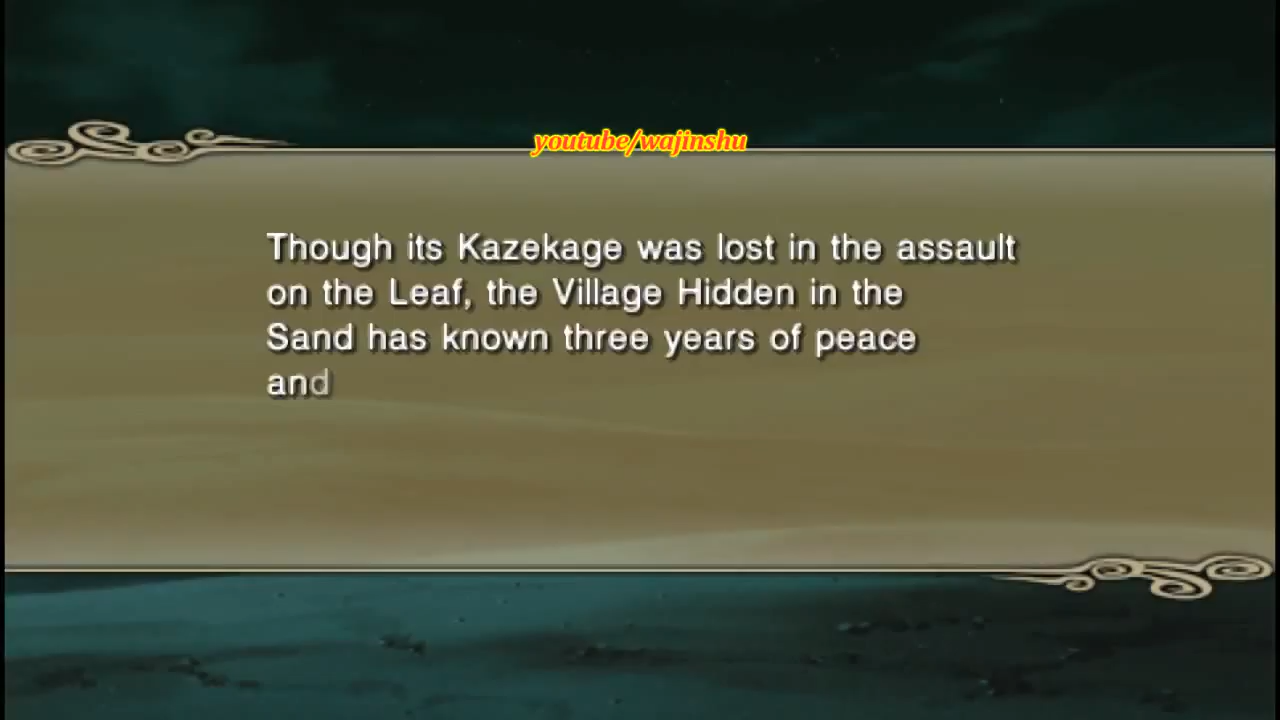 youtube/wajinshu
Though its Kazekage was lost in the assault
on the Leaf, the Village Hidden in the
Sand has known three years of peace
and